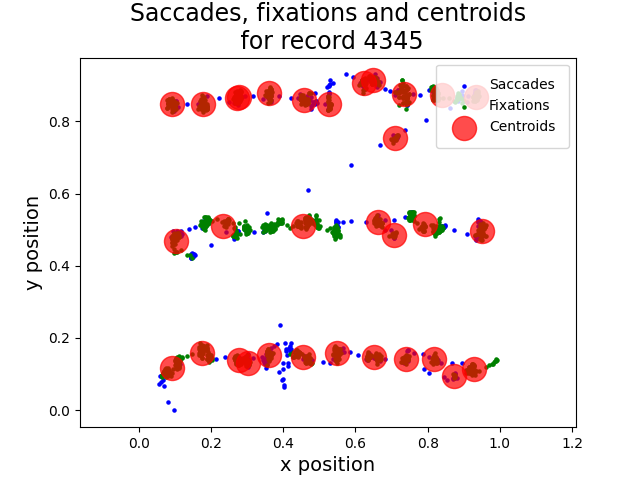 Saccades, fixations and centroids
for record 4345
Saccades
Fixations
Centroids
0.8
0.6
0.4
0.2
0.0
y position
0.0 0.2 0.4 0.6 0.8 1.0 1.2
x position